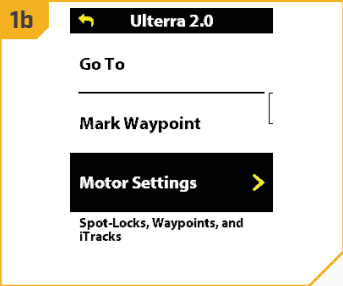 1b
Ulterra 2.0
Go To
Mark Waypoint
Motor Settings
Spot-Locks, Waypoints, and
iTracks